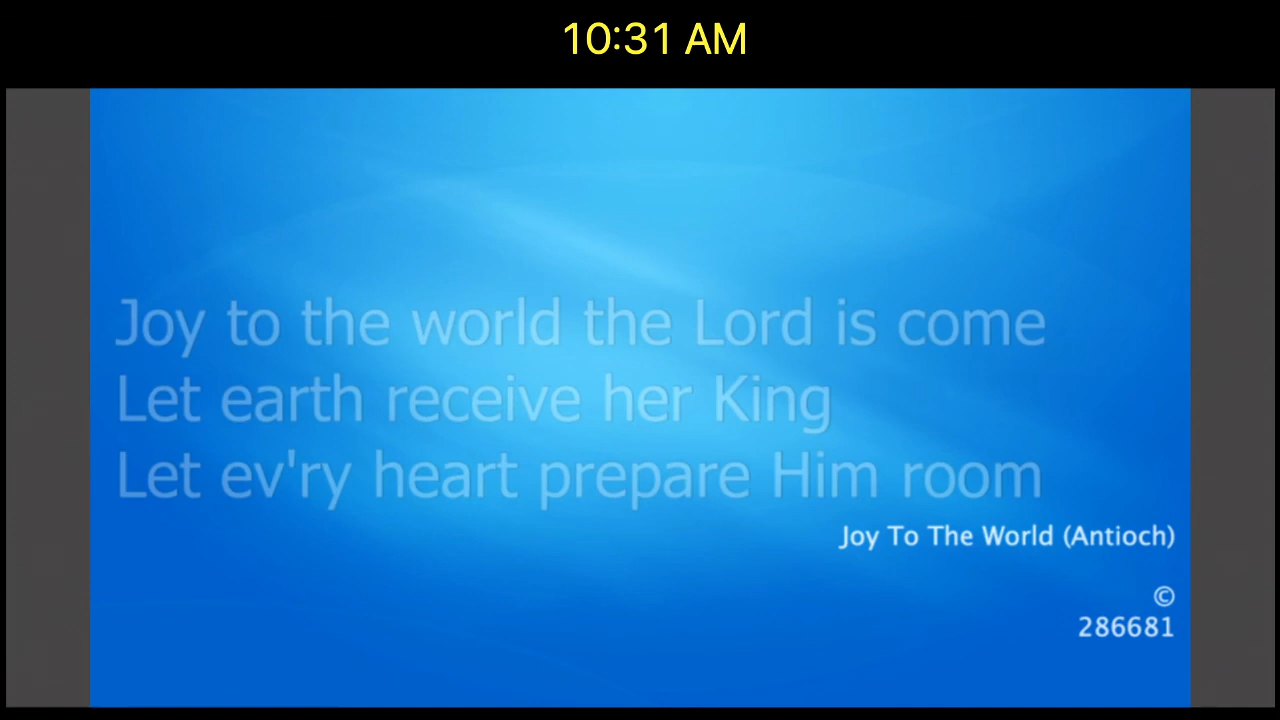 10:31 AM
Joy to the world the Lord is come
Let earth receive her King
Let ev'ry heart prepare Him room
Joy To The World (Antioch)
©
286681